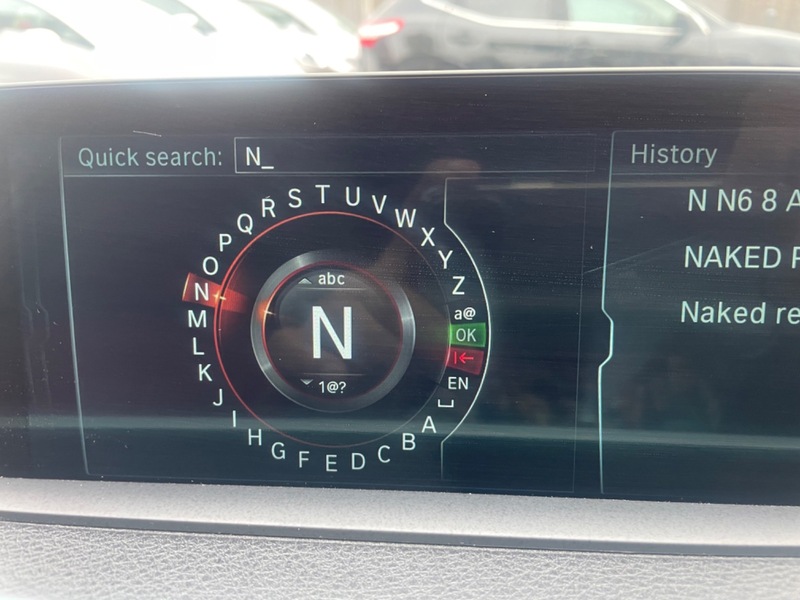 Quick search: N_
History
N N6 8 A
NAKED
Naked re
abc
N
1@?
A
B
C
D
E
F
G
H
I
J
K
L
M
N
O
P
Q
R
S
T
U
V
W
X
Y
Z
a@
OK
EN